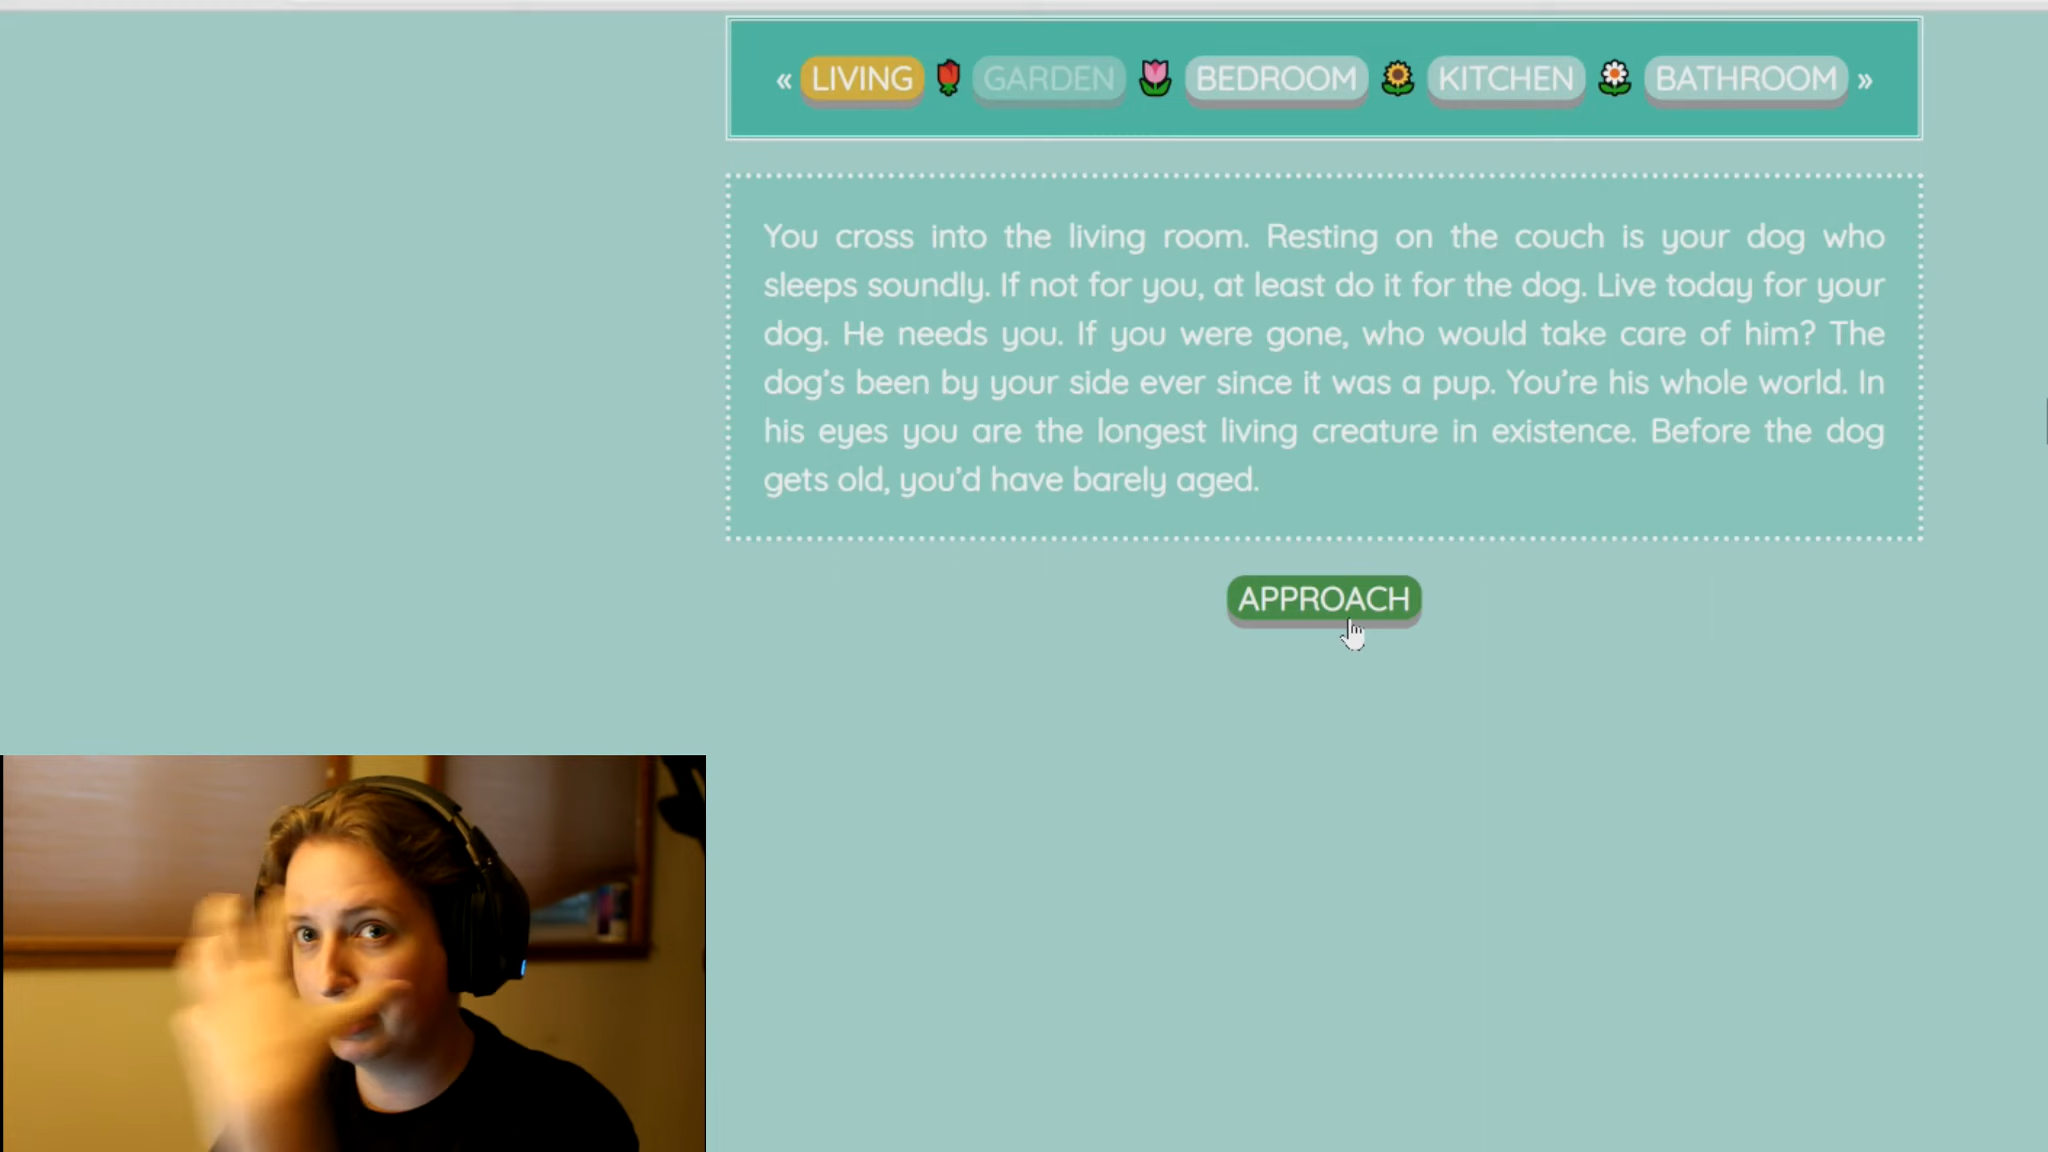 « LIVING GARDEN BEDROOM KITCHEN BATHROOM »
You cross into the living room. Resting on the couch is your dog who
sleeps soundly. If not for you, at least do it for the dog. Live today for your
dog. He needs you. If you were gone, who would take care of him? The
dog’s been by your side ever since it was a pup. You’re his whole world. In
his eyes you are the longest living creature in existence. Before the dog
gets old, you’d have barely aged.
APPROACH